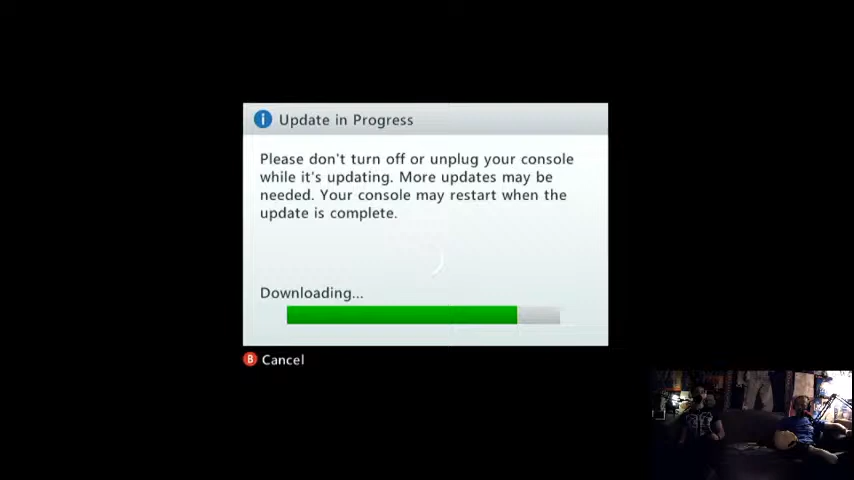 Update in Progress
Please don't turn off or unplug your console
while it's updating. More updates may be
needed. Your console may restart when the
update is complete.
Downloading...
B Cancel